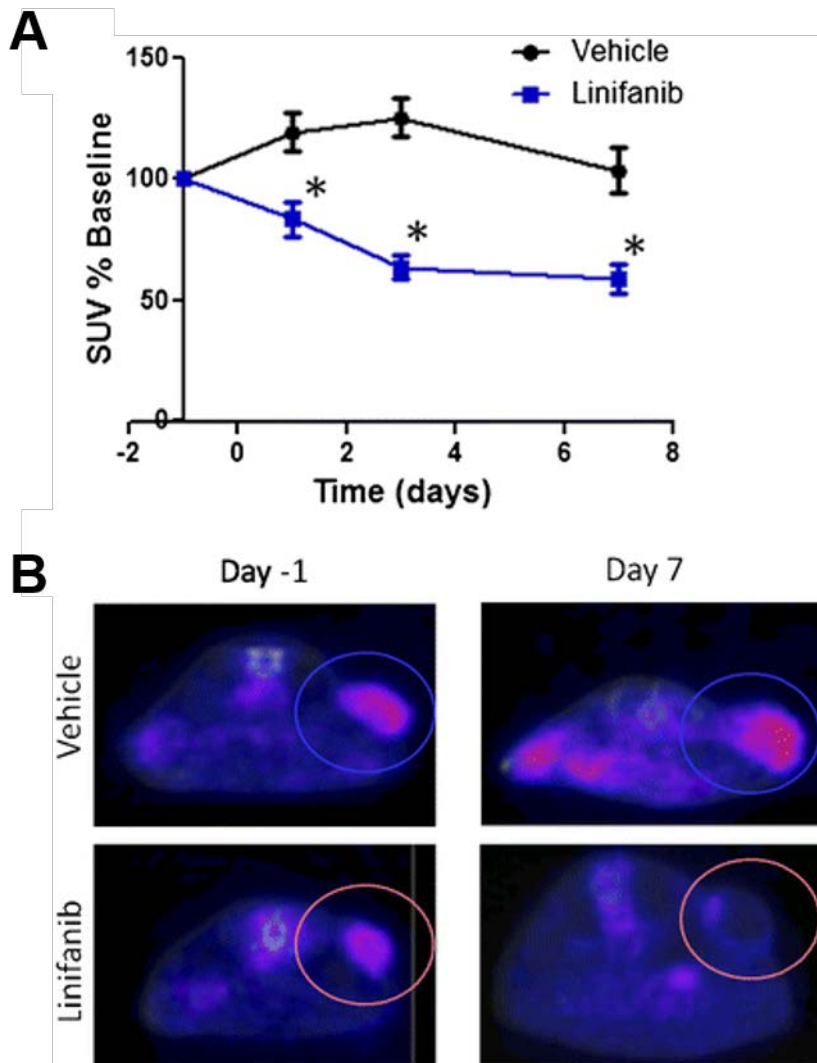 A
150
100
50
0
SUV % Baseline
Vehicle
Linifanib
*
*
*
-2 0 2 4 6 8
Time (days)
B
Day -1 Day 7
Vehicle
Linifanib